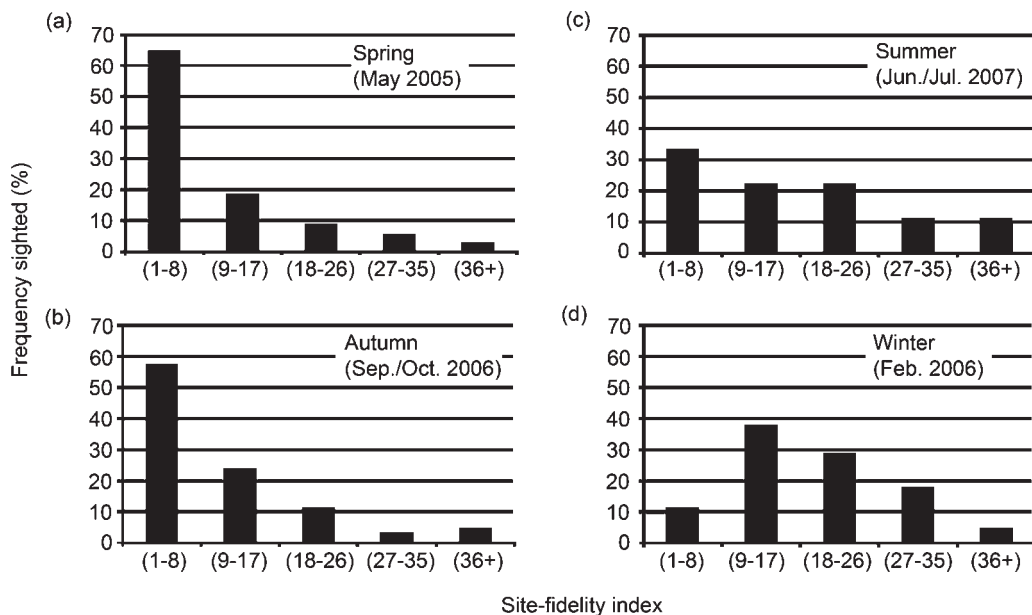 (a)
70
60
50
40
30
20
10
0
Spring
(May 2005)
(1-8) (9-17) (18-26) (27-35) (36+)
(c)
70
60
50
40
30
20
10
0
Summer
(Jun./Jul. 2007)
(1-8) (9-17) (18-26) (27-35) (36+)
Frequency sighted (%)
(b)
70
60
50
40
30
20
10
0
Autumn
(Sep./Oct. 2006)
(1-8) (9-17) (18-26) (27-35) (36+)
(d)
70
60
50
40
30
20
10
0
Winter
(Feb. 2006)
(1-8) (9-17) (18-26) (27-35) (36+)
Site-fidelity index